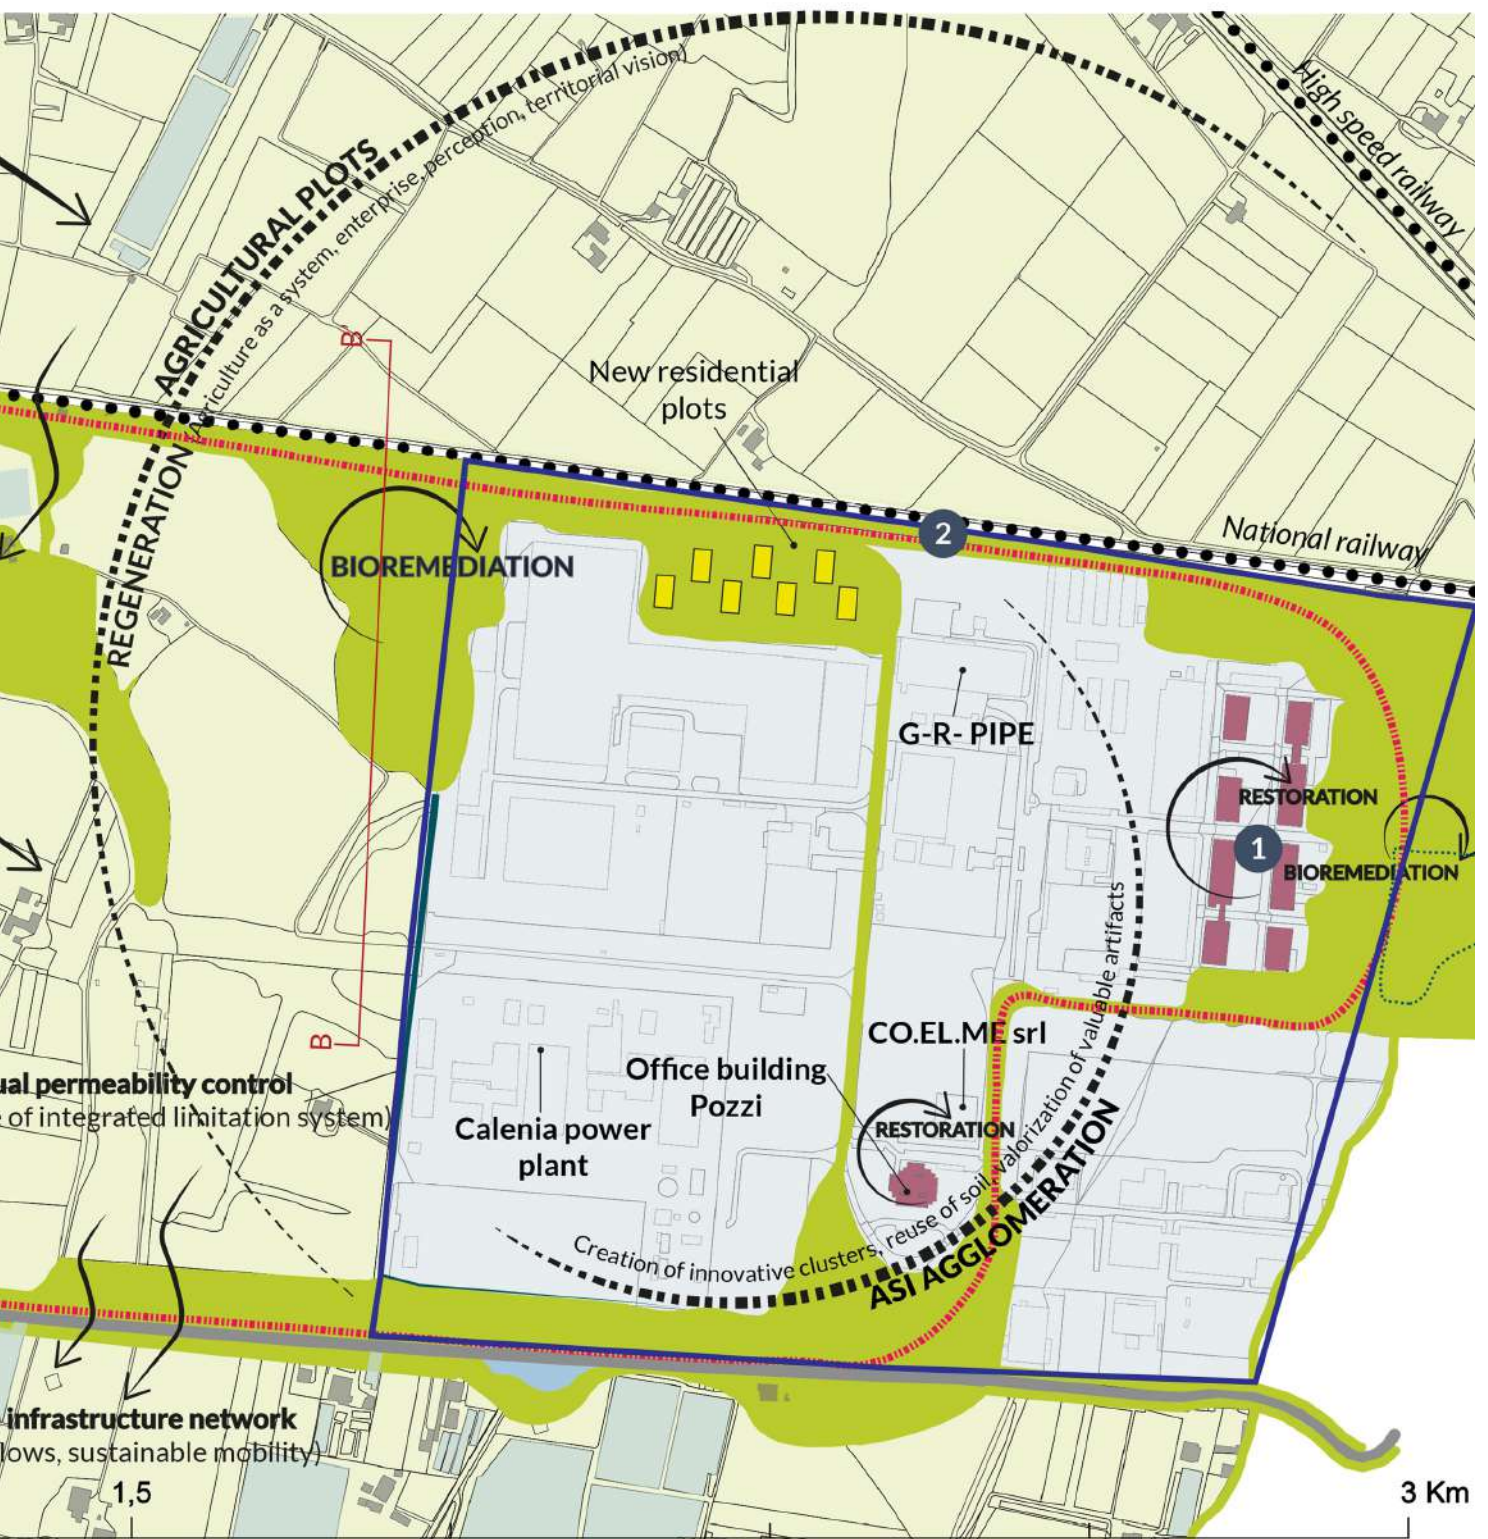 High speed railway
AGRICULTURAL PLOTS
(Agriculture as a system, enterprise, perception, territorial vision)
REGENERATION
B'
New residential
plots
2
National railway
BIOREMEDIATION
G-R- PIPE
RESTORATION
1
BIOREMEDIATION
B
CO.EL.ME srl
Office building
Pozzi
RESTORATION
Calenia power
plant
ual permeability control
of integrated limitation system)
Creation of innovative clusters, reuse of soil, valorization of valuable artifacts
ASI AGGLOMERATION
infrastructure network
lows, sustainable mobility)
1,5
3 Km